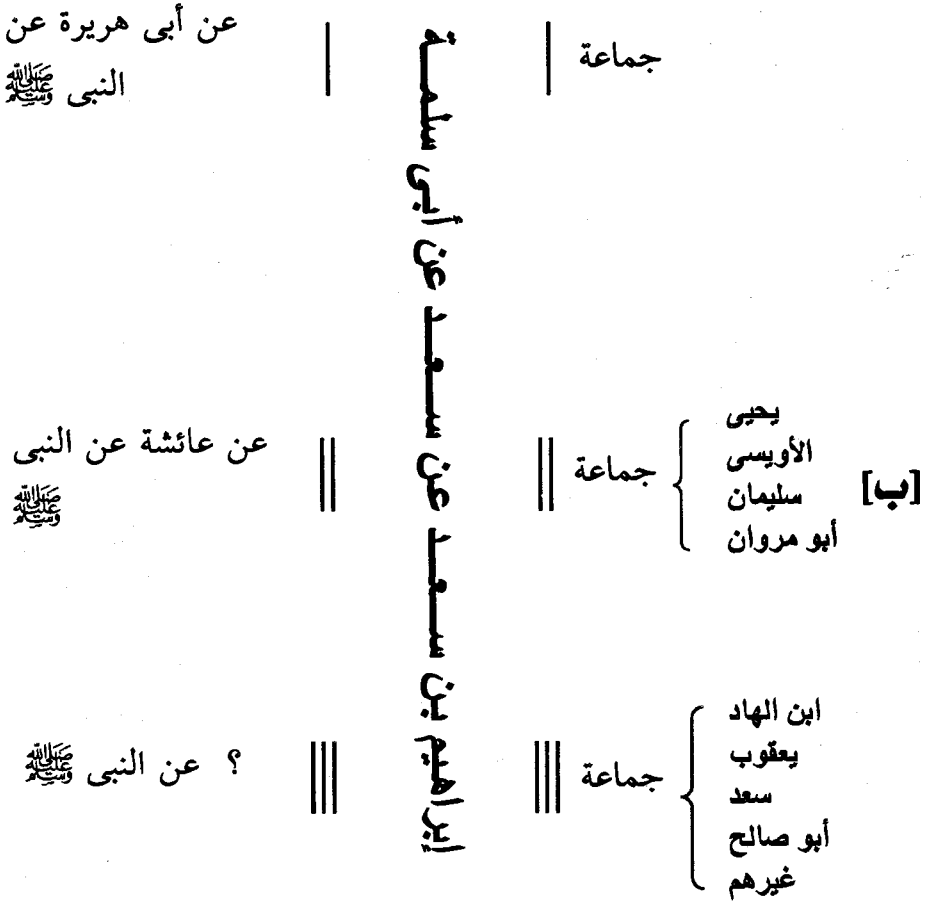 جماعة
عن أبى هريرة عن
النبى ﷺ
إبراهيم بن سعد عن سعد عن أبى سلمة
[ب]
يحيى
الأويسى
سليمان
أبو مروان
جماعة
عن عائشة عن النبى
ﷺ
ابن الهاد
يعقوب
سعد
أبو صالح
غيرهم
جماعة
؟ عن النبى ﷺ